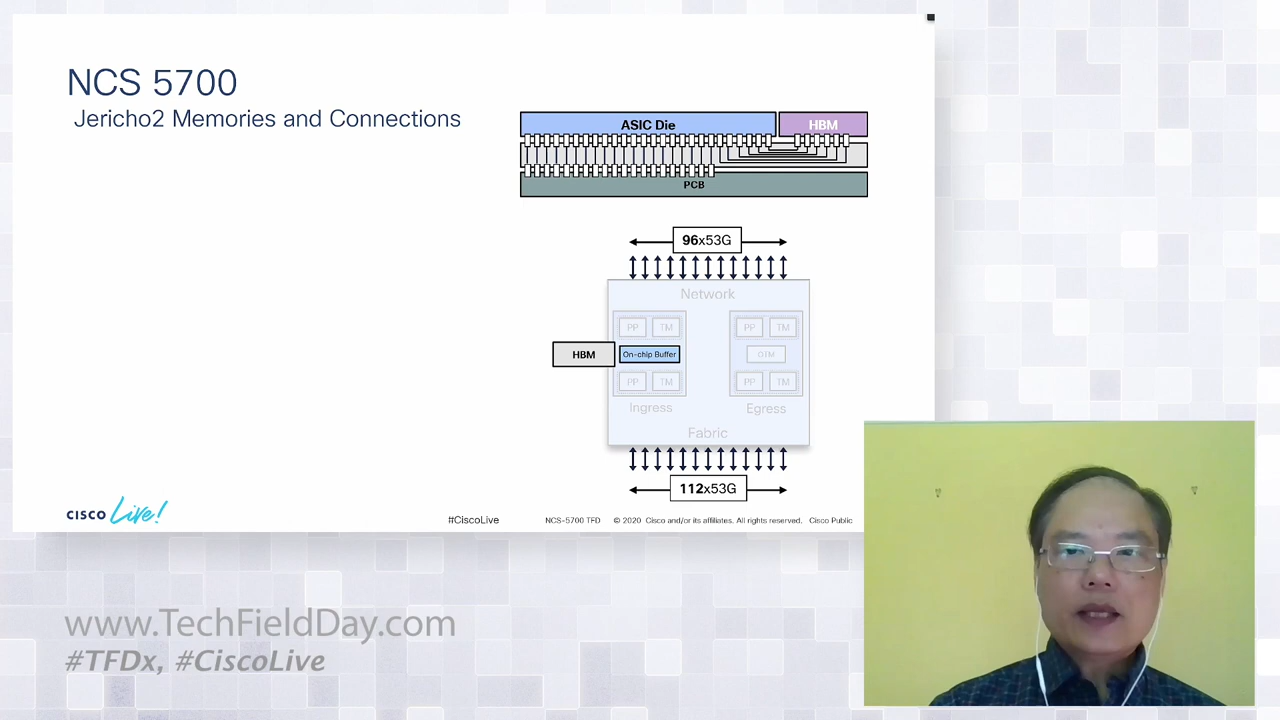 NCS 5700
Jericho2 Memories and Connections
ASIC Die
HBM
PCB
96x53G
Network
PP TM PP TM
HBM
On-chip Buffer
PP TM PP TM
Ingress
Egress
Fabric
112x53G
CISCO Live!
#CiscoLive
NCS-5700 TFD
© 2020 Cisco and/or its affiliates. All rights reserved. Cisco Public
www.TechFieldDay.com
#TFDx, #CiscoLive